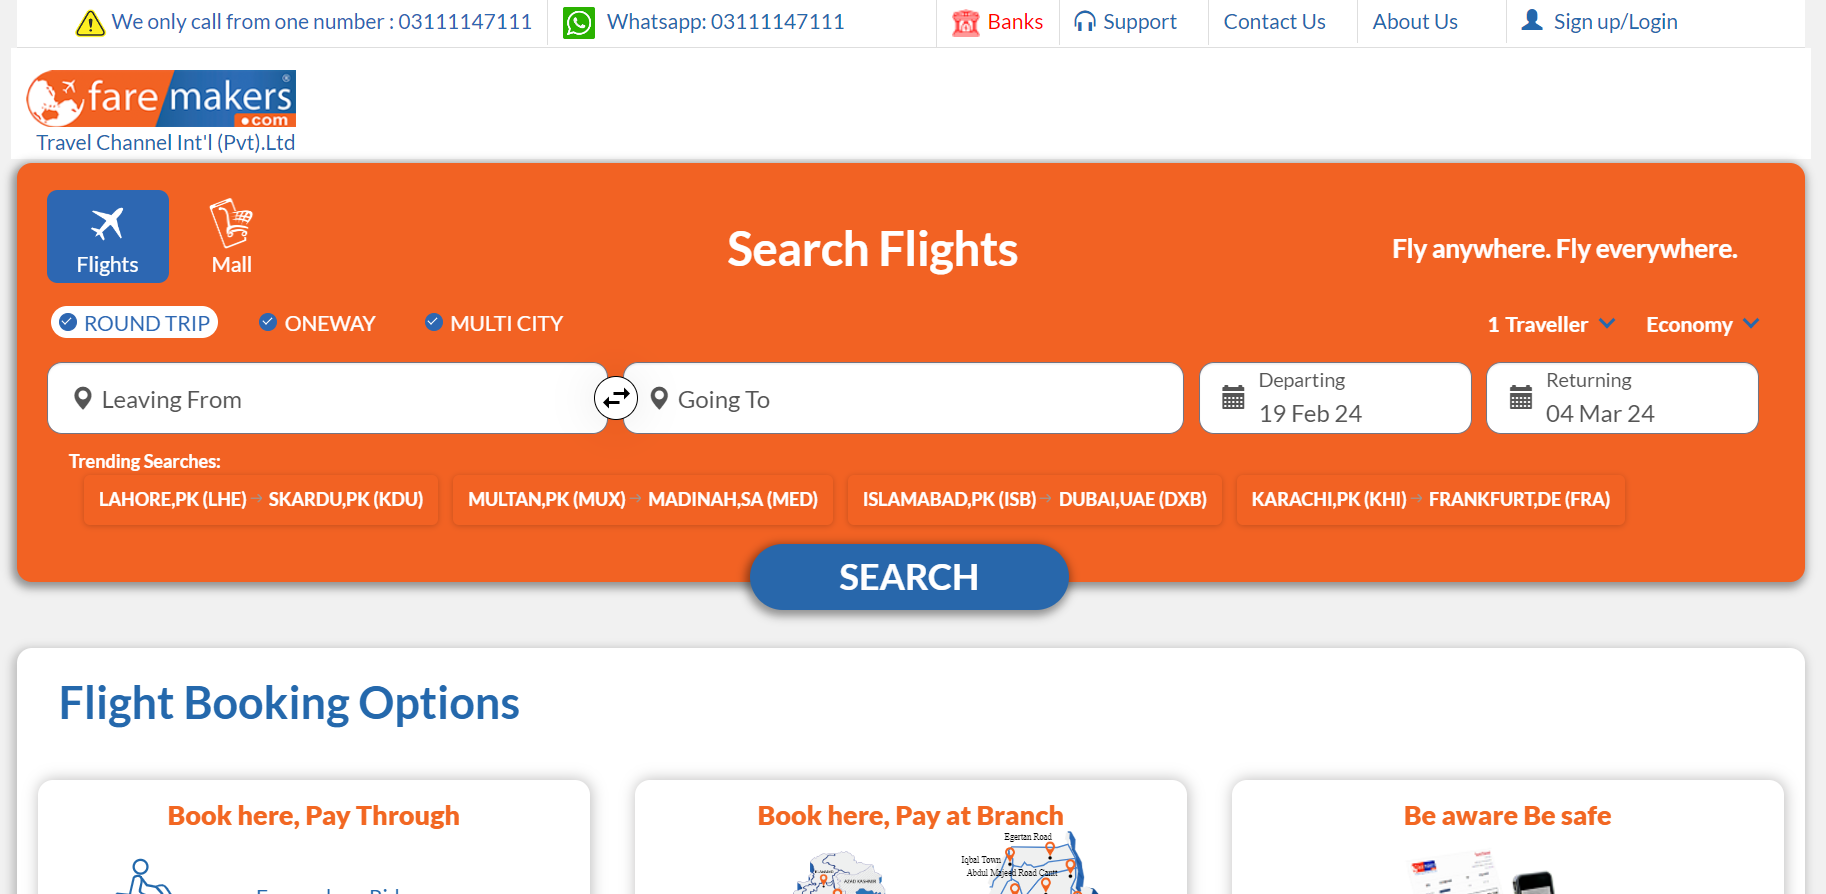 We only call from one number : 03111147111
Whatsapp: 03111147111
Banks
Support
Contact Us
About Us
Sign up/Login
fare makers
.com
Travel Channel Int'l (Pvt).Ltd
Flights
Mall
Search Flights
Fly anywhere. Fly everywhere.
ROUND TRIP
ONEWAY
MULTI CITY
1 Traveller
Economy
Leaving From
Going To
Departing
19 Feb 24
Returning
04 Mar 24
Trending Searches:
LAHORE,PK (LHE) → SKARDU,PK (KDU)
MULTAN,PK (MUX) → MADINAH,SA (MED)
ISLAMABAD,PK (ISB) → DUBAI,UAE (DXB)
KARACHI,PK (KHI) → FRANKFURT,DE (FRA)
SEARCH
Flight Booking Options
Book here, Pay Through
Book here, Pay at Branch
Egertan Road
Iqbal Town
Abdul Majeed Road Cantt
AZAD KASHMIR
Be aware Be safe